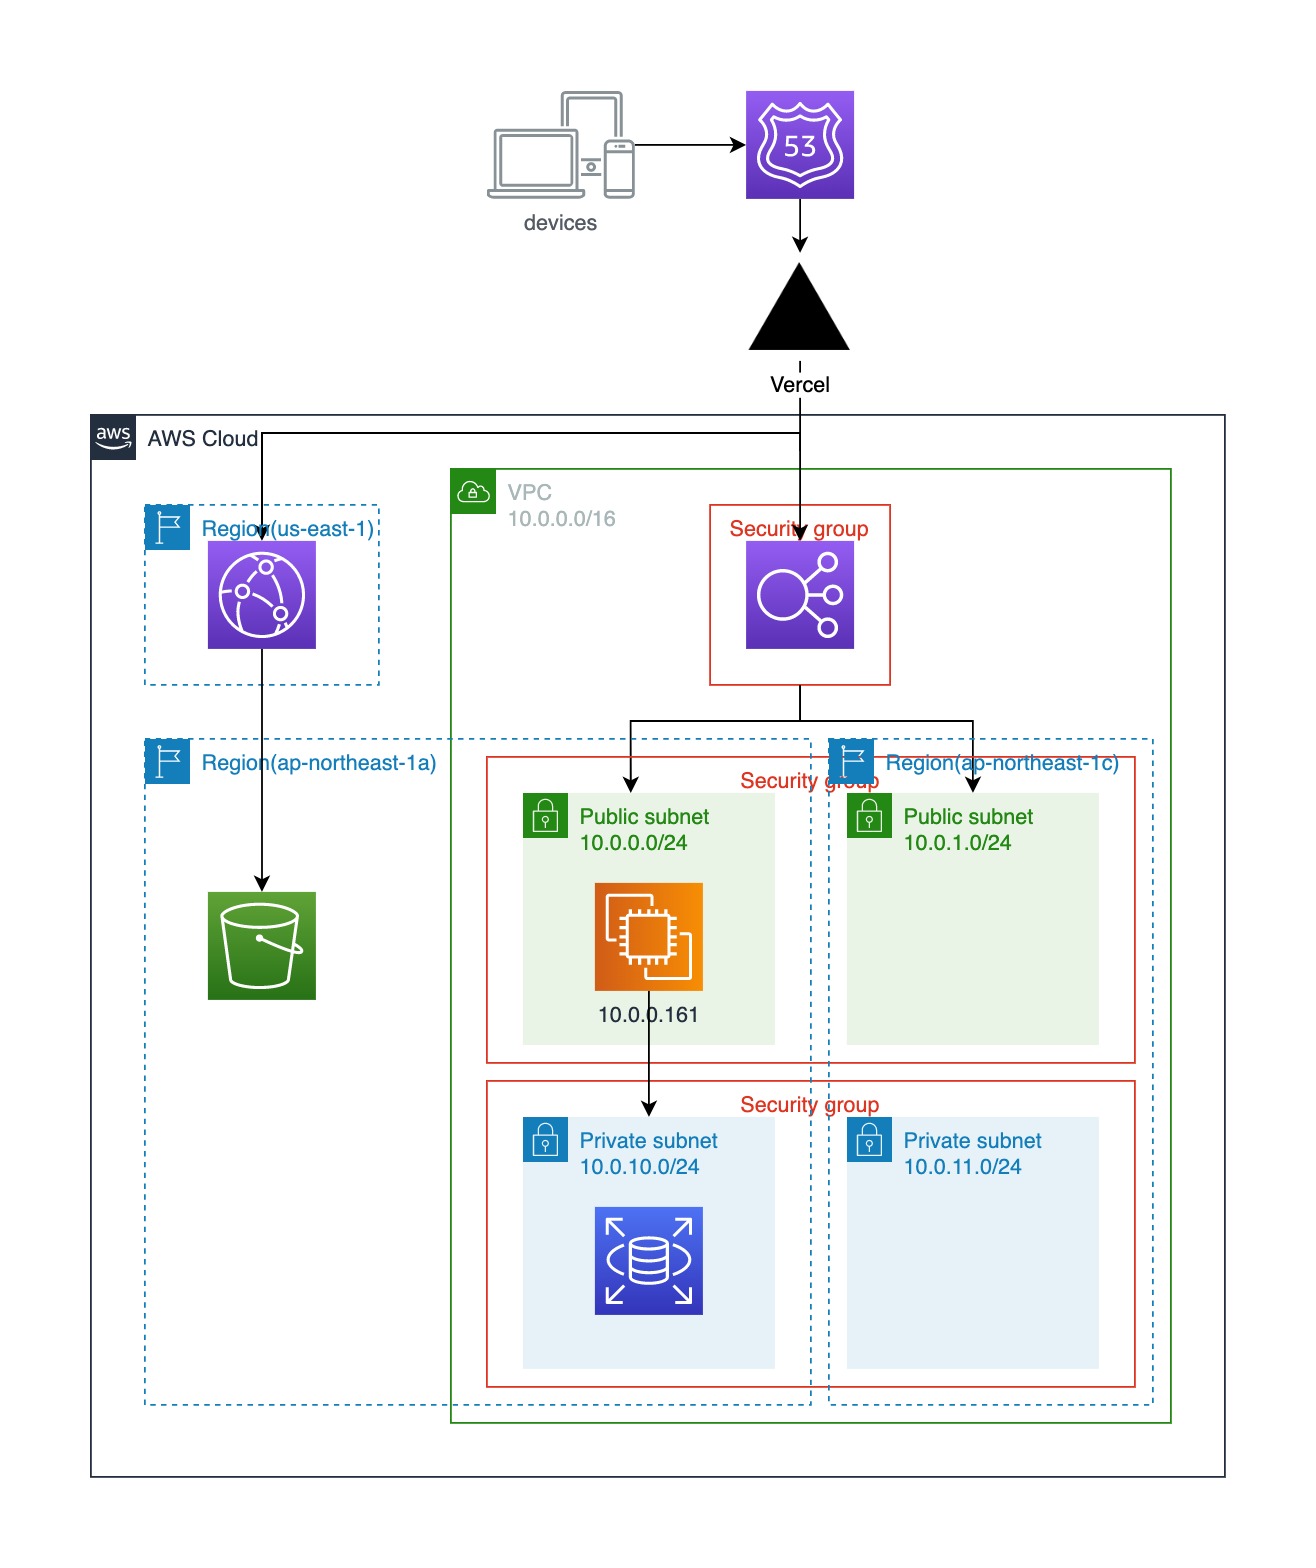 53
devices
Vercel
aws
AWS Cloud
VPC
10.0.0.0/16
Region(us-east-1)
Security group
Region(ap-northeast-1a)
Region(ap-northeast-1c)
Security group
Public subnet
10.0.0.0/24
Public subnet
10.0.1.0/24
10.0.0.161
Security group
Private subnet
10.0.10.0/24
Private subnet
10.0.11.0/24